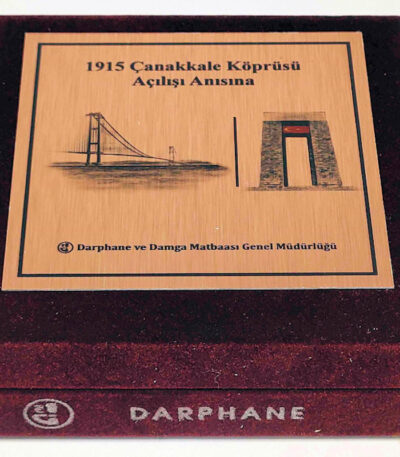 1915 Çanakkale Köprüsü
Açılışı Anısına
Darphane ve Damga Matbaası Genel Müdürlüğü
DARPHANE